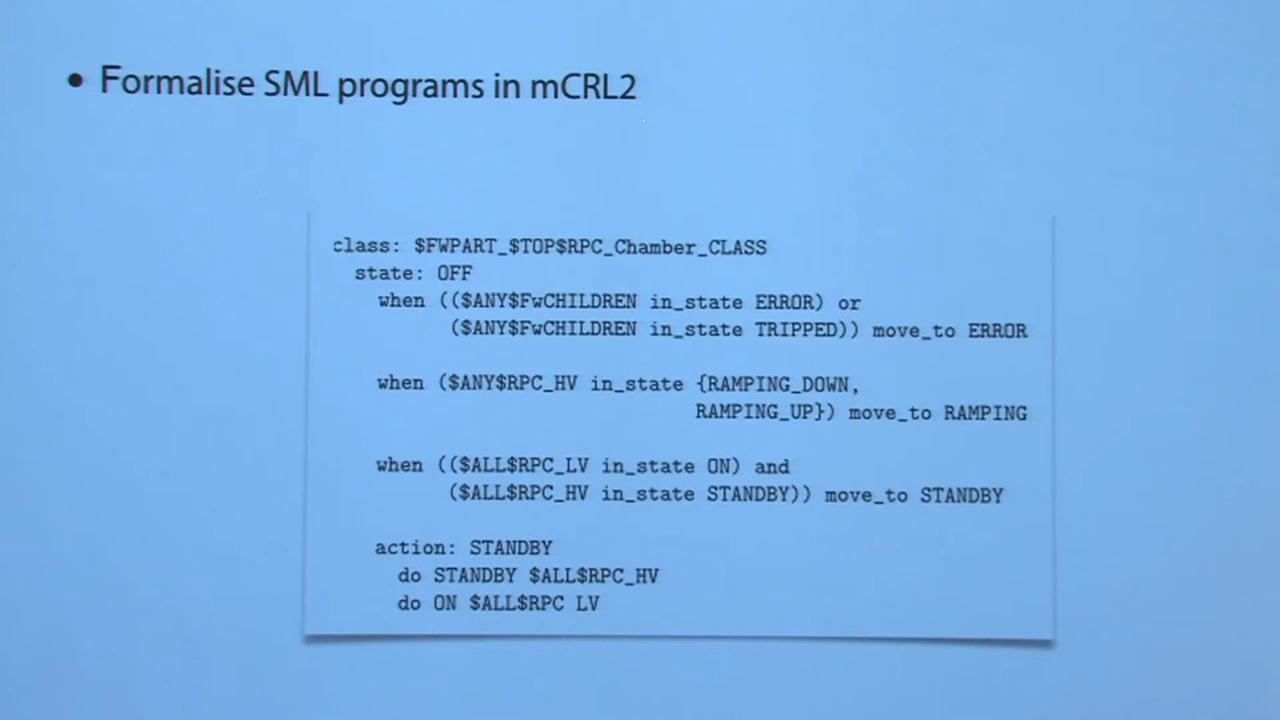 • Formalise SML programs in mCRL2
class: $FWPART_$TOP$RPC_Chamber_CLASS
state: OFF
when (($ANY$FwCHILDREN in_state ERROR) or
($ANY$FwCHILDREN in_state TRIPPED)) move_to ERROR
when ($ANY$RPC_HV in_state {RAMPING_DOWN,
RAMPING_UP}) move_to RAMPING
when (($ALL$RPC_LV in_state ON) and
($ALL$RPC_HV in_state STANDBY)) move_to STANDBY
action: STANDBY
do STANDBY $ALL$RPC_HV
do ON $ALL$RPC LV